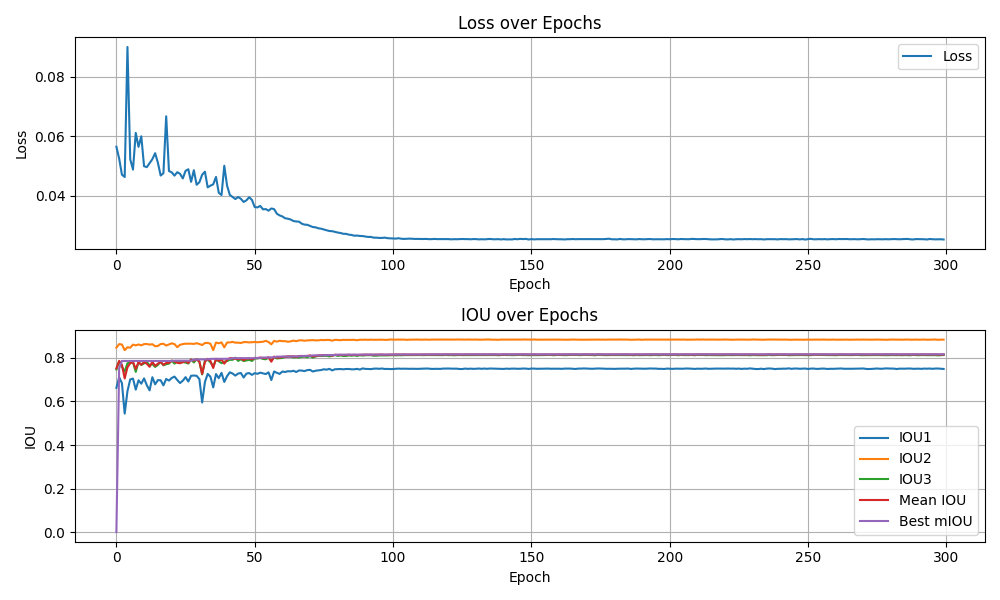 Loss over Epochs
Loss
0.08
0.06
0.04
Loss
0 50 100 150 200 250 300
Epoch
IOU over Epochs
IOU
0.8
0.6
0.4
0.2
0.0
IOU1
IOU2
IOU3
Mean IOU
Best mIOU
0 50 100 150 200 250 300
Epoch